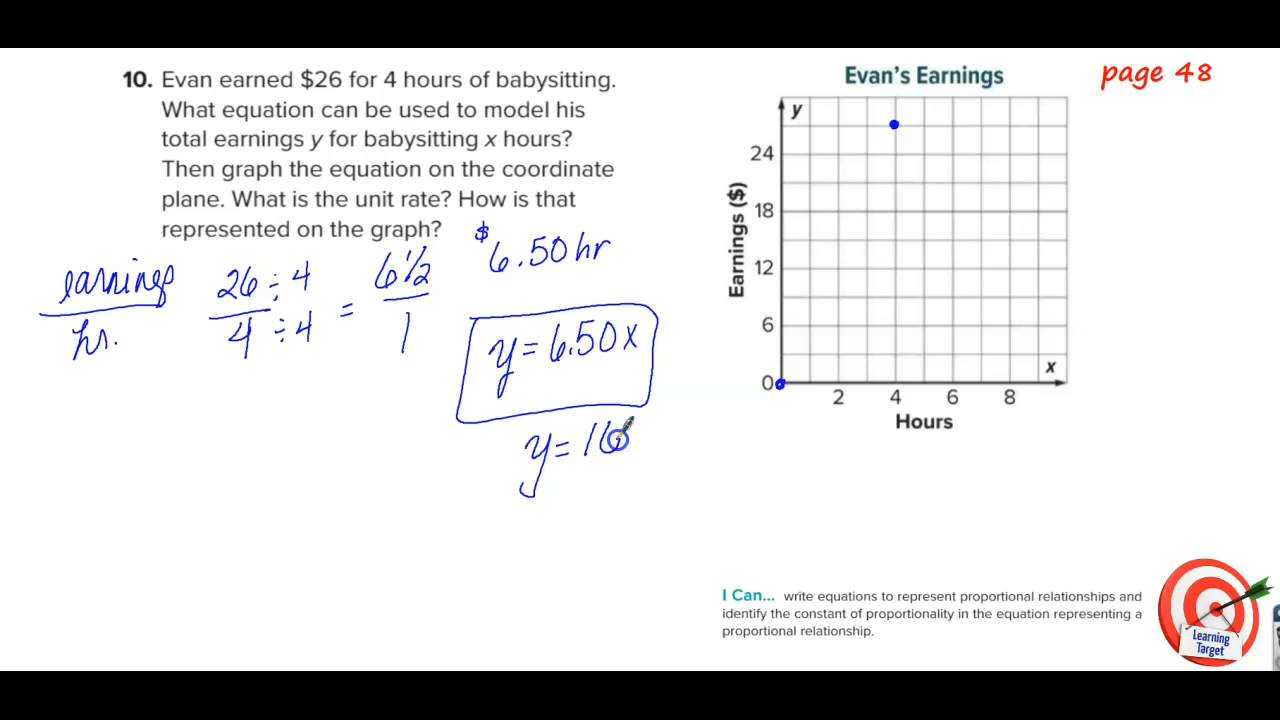 page 48
10. Evan earned $26 for 4 hours of babysitting.
What equation can be used to model his
total earnings y for babysitting x hours?
Then graph the equation on the coordinate
plane. What is the unit rate? How is that
represented on the graph?
earnings
hr.
26 ÷ 4
4 ÷ 4
=
6 1/2
1
$6.50 hr
y = 6.50x
y = 16
Evan's Earnings
y
24
18
12
6
0
Earnings ($)
x
2 4 6 8
Hours
I Can... write equations to represent proportional relationships and
identify the constant of proportionality in the equation representing a
proportional relationship.
Learning
Target